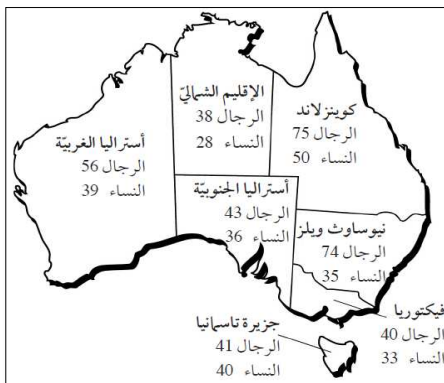 الإقليم الشماليّ
الرجال 38
النساء 28
كوينزلاند
الرجال 75
النساء 50
أستراليا الغربيّة
الرجال 56
النساء 39
أستراليا الجنوبيّة
الرجال 43
النساء 36
نيوساوث ويلز
الرجال 74
النساء 35
فيكتوريا
الرجال 40
النساء 33
جزيرة تاسمانيا
الرجال 41
النساء 40